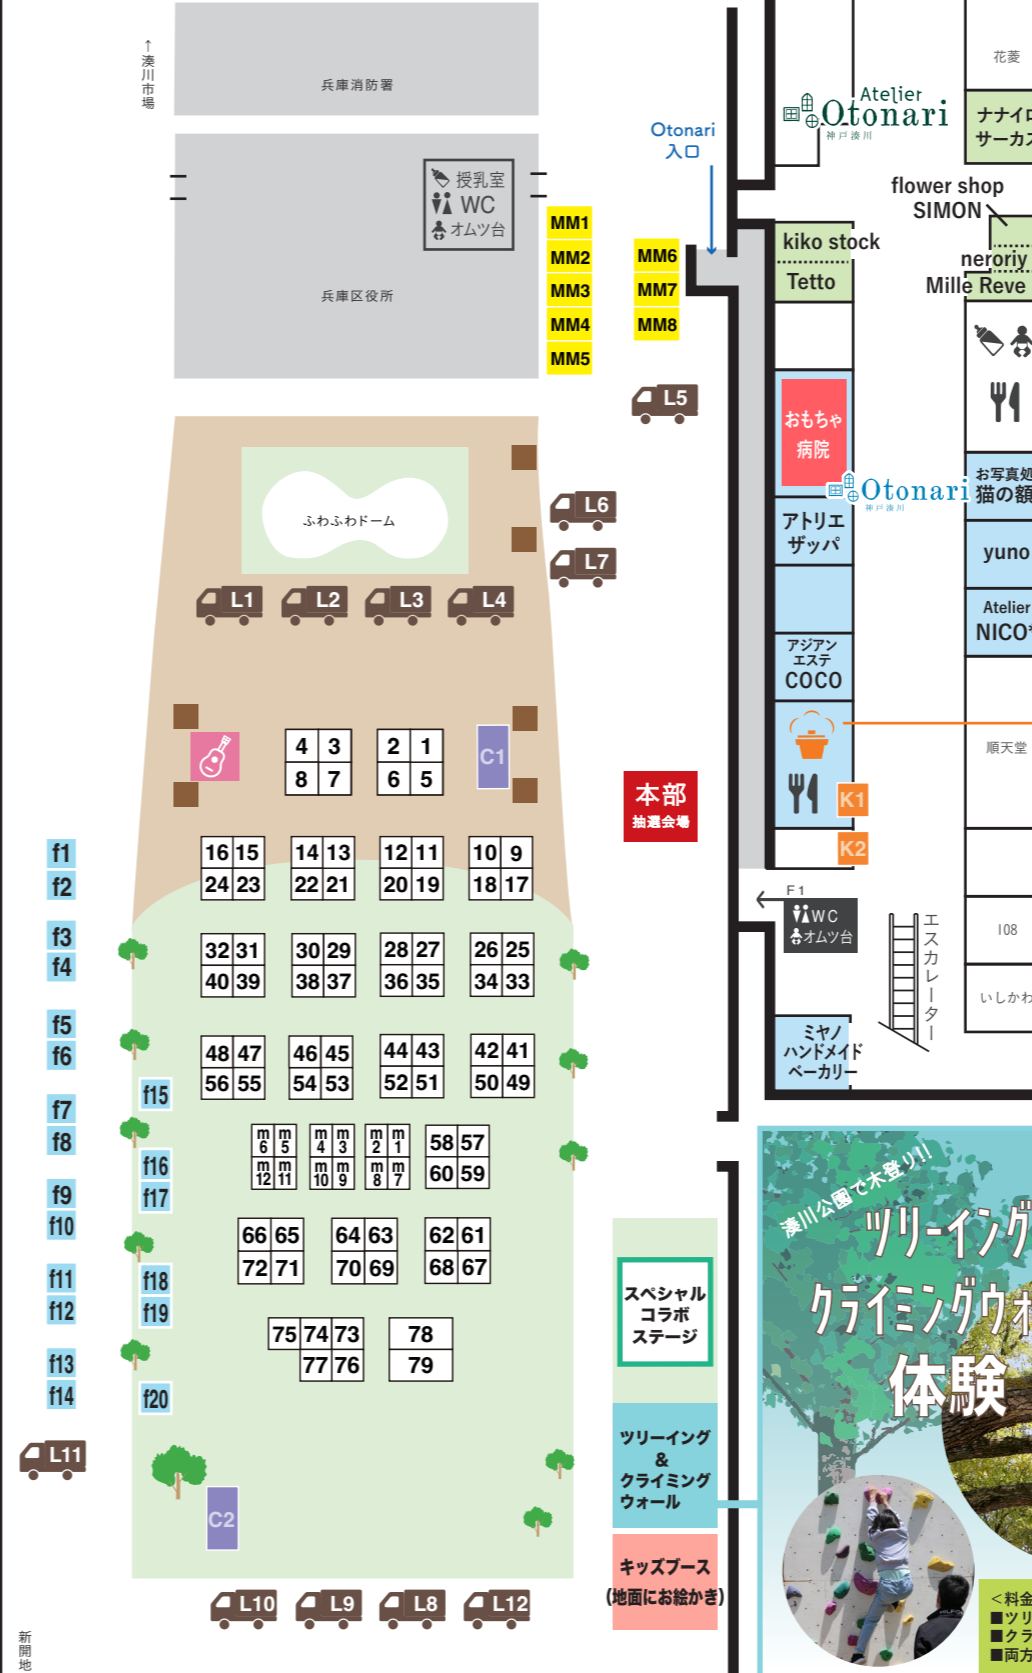 ↑湊川市場
兵庫消防署
授乳室
WC
オムツ台
兵庫区役所
MM1
MM2
MM3
MM4
MM5
MM6
MM7
MM8
Otonari
入口
L5
L6
L7
ふわふわドーム
L1 L2 L3 L4
4 3 2 1
8 7 6 5
C1
本部
抽選会場
16 15 14 13 12 11 10 9
24 23 22 21 20 19 18 17
32 31 30 29 28 27 26 25
40 39 38 37 36 35 34 33
48 47 46 45 44 43 42 41
56 55 54 53 52 51 50 49
m6 m5 m4 m3 m2 m1 58 57
m12 m11 m10 m9 m8 m7 60 59
66 65 64 63 62 61
72 71 70 69 68 67
75 74 73 78
77 76 79
f1
f2
f3
f4
f5
f6
f7
f8
f9
f10
f11
f12
f13
f14
f15
f16
f17
f18
f19
f20
L11
C2
L10 L9 L8 L12
新開地
Atelier
Otonari
神戸湊川
花菱
ナナイロ
サーカス
flower shop
SIMON
neroriy
Mille Reve
kiko stock
Tetto
おもちゃ
病院
Otonari
神戸湊川
お写真処
猫の額
アトリエ
ザッパ
yuno
Atelier
NICO*
アジアン
エステ
COCO
順天堂
K1
K2
F1
WC
オムツ台
エスカレーター
108
いしかわ
ミヤノ
ハンドメイド
ベーカリー
スペシャル
コラボ
ステージ
ツリーイング
&
クライミング
ウォール
キッズブース
(地面にお絵かき)
湊川公園で木登り!!
ツリーイング
クライミングウォ
体験
<料金
■ツリ
■クラ
■両方